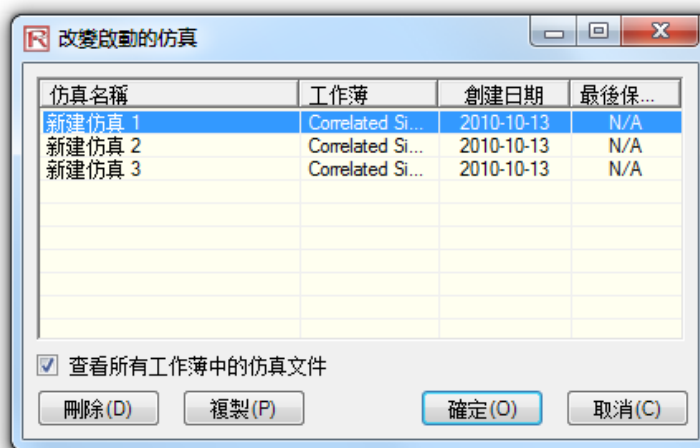 改變啟動的仿真
仿真名稱 工作薄 創建日期 最後保...
新建仿真 1 Correlated Si... 2010-10-13 N/A
新建仿真 2 Correlated Si... 2010-10-13 N/A
新建仿真 3 Correlated Si... 2010-10-13 N/A
查看所有工作薄中的仿真文件
刪除(D) 複製(P) 確定(O) 取消(C)